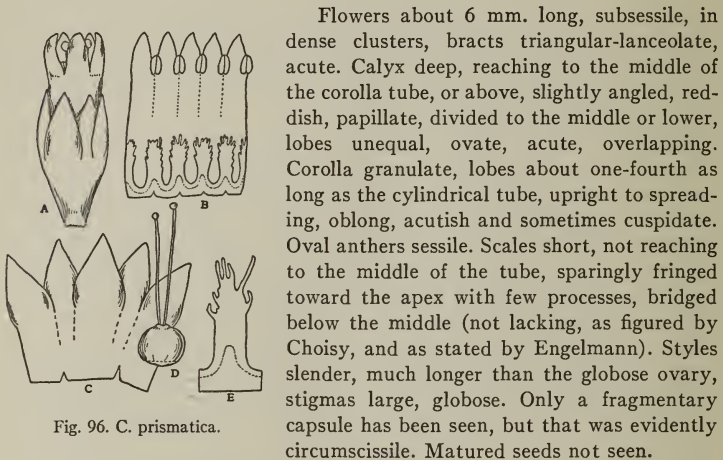 Flowers about 6 mm. long, subsessile, in
dense clusters, bracts triangular-lanceolate,
acute. Calyx deep, reaching to the middle of
the corolla tube, or above, slightly angled, red-
dish, papillate, divided to the middle or lower,
lobes unequal, ovate, acute, overlapping.
Corolla granulate, lobes about one-fourth as
long as the cylindrical tube, upright to spread-
ing, oblong, acutish and sometimes cuspidate.
Oval anthers sessile. Scales short, not reaching
to the middle of the tube, sparingly fringed
toward the apex with few processes, bridged
below the middle (not lacking, as figured by
Choisy, and as stated by Engelmann). Styles
slender, much longer than the globose ovary,
stigmas large, globose. Only a fragmentary
capsule has been seen, but that was evidently
circumscissile. Matured seeds not seen.
A
B
C
D
E
Fig. 96. C. prismatica.